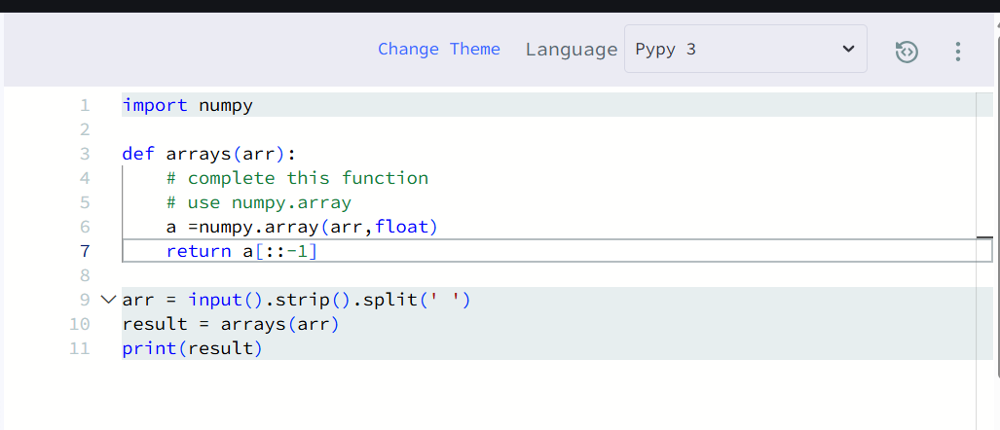 Change Theme Language Pypy 3
1 import numpy
2
3 def arrays(arr):
4     # complete this function
5     # use numpy.array
6     a =numpy.array(arr,float)
7     return a[::-1]
8
9 arr = input().strip().split(' ')
10 result = arrays(arr)
11 print(result)